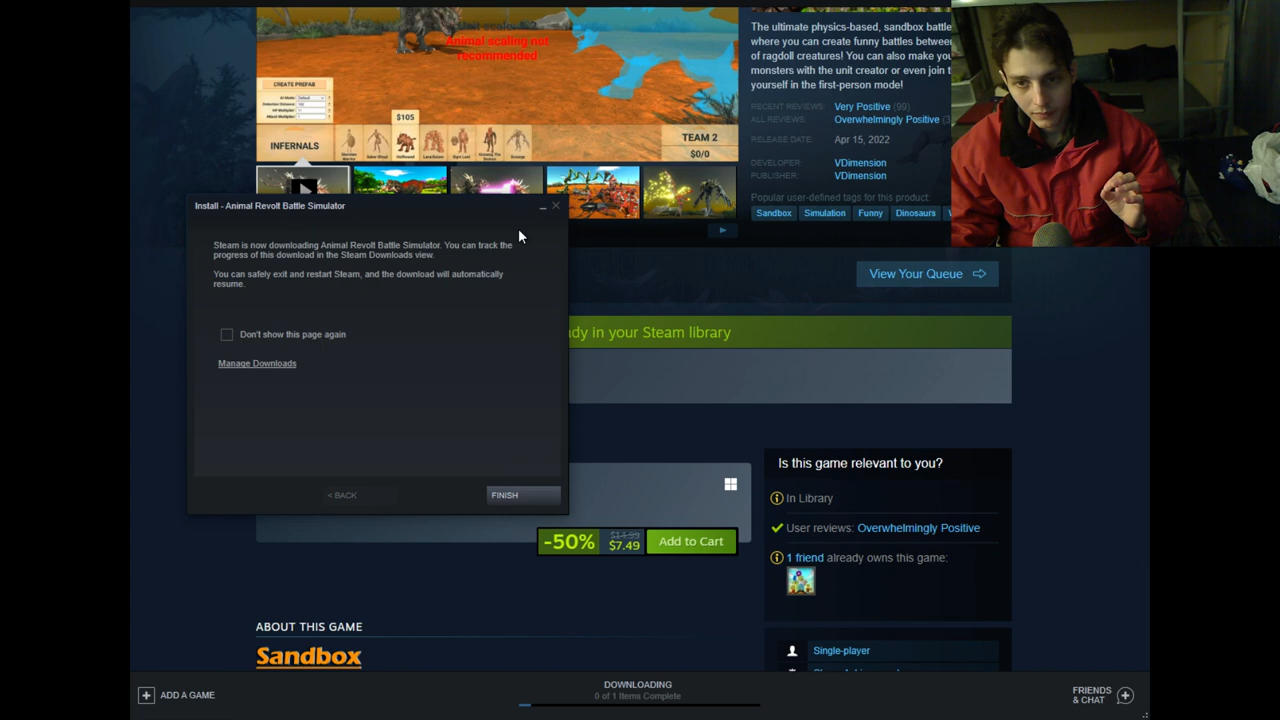 Animal scaling not
recommended
CREATE PREFAB
$105
INFERNALS
TEAM 2
$0/0
The ultimate physics-based, sandbox battle
where you can create funny battles between
of ragdoll creatures! You can also make you
monsters with the unit creator or even join t
yourself in the first-person mode!
RECENT REVIEWS: Very Positive (99)
ALL REVIEWS: Overwhelmingly Positive (3
RELEASE DATE: Apr 15, 2022
DEVELOPER: VDimension
PUBLISHER: VDimension
Popular user-defined tags for this product:
Sandbox Simulation Funny Dinosaurs
Install - Animal Revolt Battle Simulator
Steam is now downloading Animal Revolt Battle Simulator. You can track the
progress of this download in the Steam Downloads view.
You can safely exit and restart Steam, and the download will automatically
resume.
Don't show this page again
Manage Downloads
< BACK
FINISH
View Your Queue
dy in your Steam library
-50% $14.99 $7.49 Add to Cart
Is this game relevant to you?
In Library
User reviews: Overwhelmingly Positive
1 friend already owns this game:
ABOUT THIS GAME
Sandbox
Single-player
ADD A GAME
DOWNLOADING
0 of 1 Items Complete
FRIENDS
& CHAT